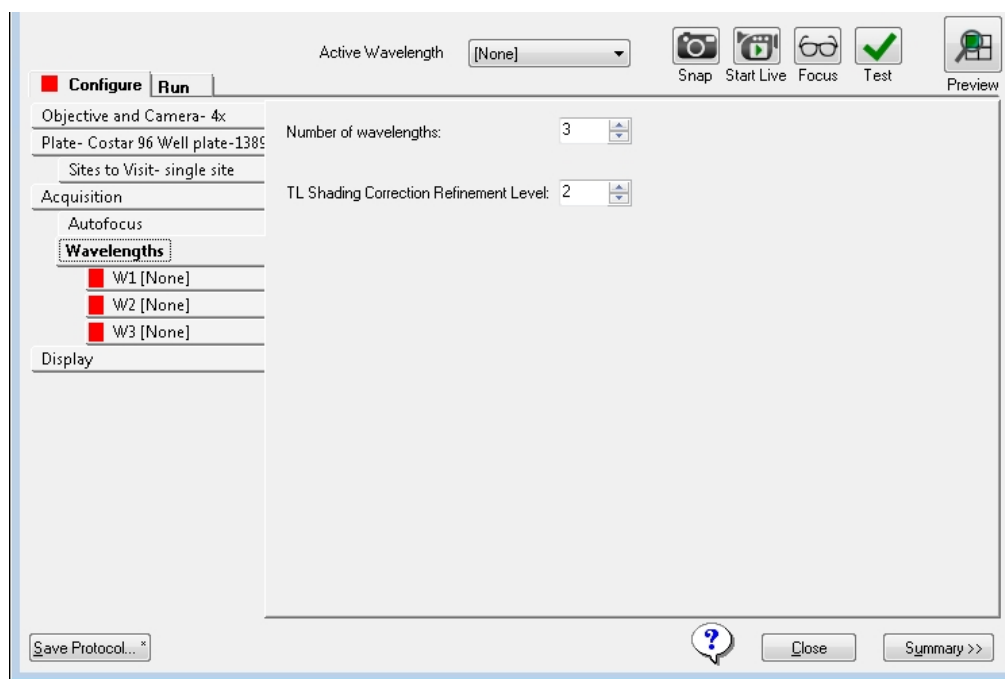 Active Wavelength [None]
Snap Start Live Focus Test Preview
Configure Run
Objective and Camera- 4x
Plate- Costar 96 Well plate-1389
Sites to Visit- single site
Acquisition
Autofocus
Wavelengths
W1 [None]
W2 [None]
W3 [None]
Display
Number of wavelengths: 3
TL Shading Correction Refinement Level: 2
Save Protocol... *
?
Close
Summary >>